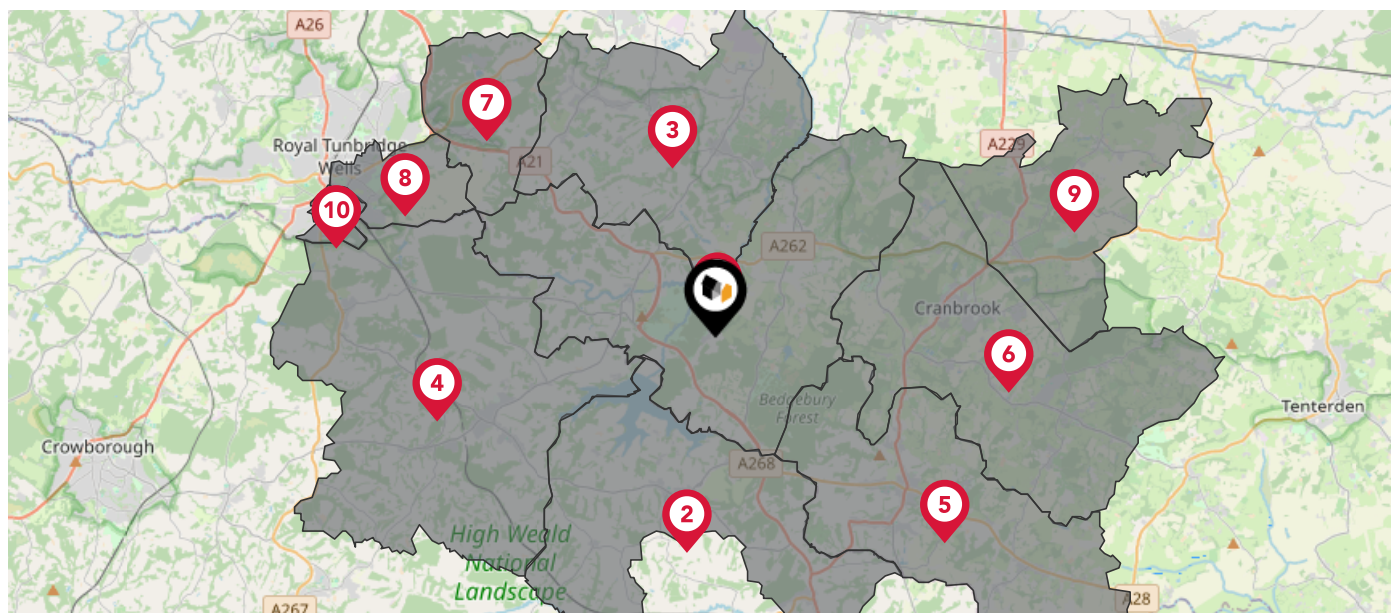 A26
7
3
Royal Tunbridge
Wells
A21
A229
8
9
10
A262
Cranbrook
6
4
Bedgebury
Forest
Tenterden
Crowborough
A268
5
2
High Weald
National
Landscape
A28
A267